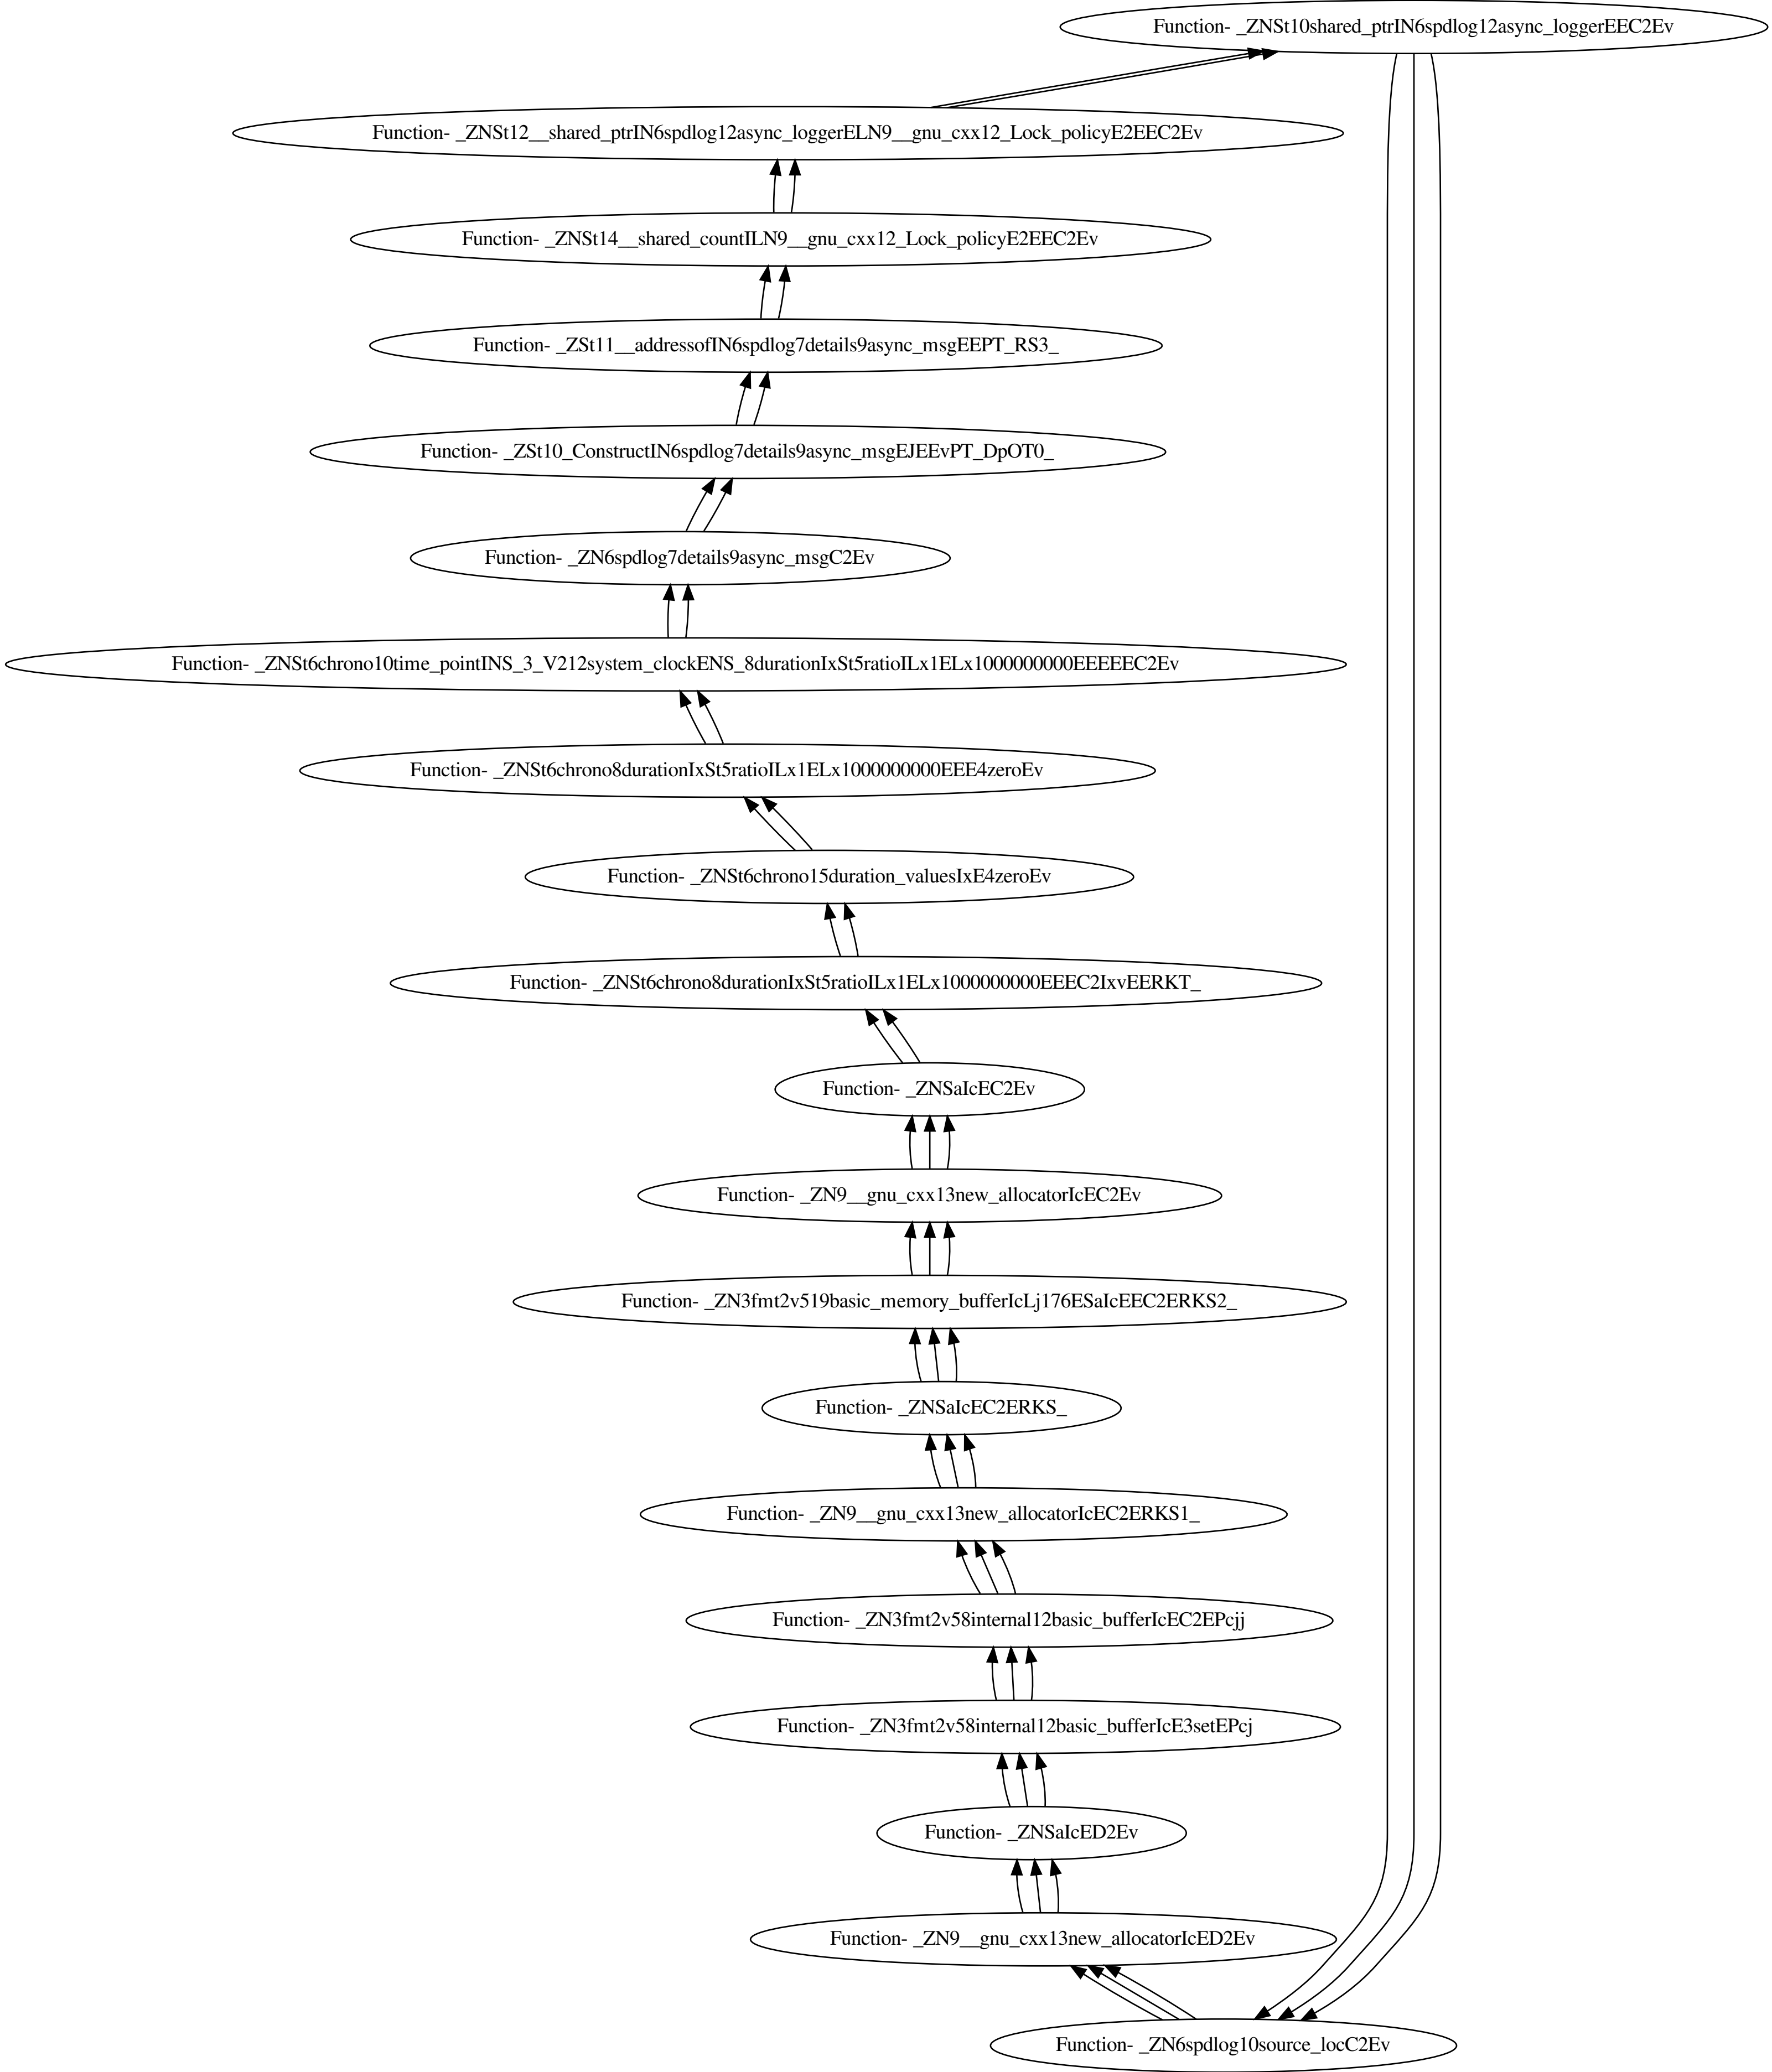 Function- _ZNSt10shared_ptrIN6spdlog12async_loggerEEC2Ev
Function- _ZNSt12__shared_ptrIN6spdlog12async_loggerELN9__gnu_cxx12_Lock_policyE2EEC2Ev
Function- _ZNSt14__shared_countILN9__gnu_cxx12_Lock_policyE2EEC2Ev
Function- _ZSt11__addressofIN6spdlog7details9async_msgEEPT_RS3_
Function- _ZSt10_ConstructIN6spdlog7details9async_msgEJEEvPT_DpOT0_
Function- _ZN6spdlog7details9async_msgC2Ev
Function- _ZNSt6chrono10time_pointINS_3_V212system_clockENS_8durationIxSt5ratioILx1ELx1000000000EEEEEC2Ev
Function- _ZNSt6chrono8durationIxSt5ratioILx1ELx1000000000EEE4zeroEv
Function- _ZNSt6chrono15duration_valuesIxE4zeroEv
Function- _ZNSt6chrono8durationIxSt5ratioILx1ELx1000000000EEEC2IxvEERKT_
Function- _ZNSaIcEC2Ev
Function- _ZN9__gnu_cxx13new_allocatorIcEC2Ev
Function- _ZN3fmt2v519basic_memory_bufferIcLj176ESaIcEEC2ERKS2_
Function- _ZNSaIcEC2ERKS_
Function- _ZN9__gnu_cxx13new_allocatorIcEC2ERKS1_
Function- _ZN3fmt2v58internal12basic_bufferIcEC2EPcjj
Function- _ZN3fmt2v58internal12basic_bufferIcE3setEPcj
Function- _ZNSaIcED2Ev
Function- _ZN9__gnu_cxx13new_allocatorIcED2Ev
Function- _ZN6spdlog10source_locC2Ev